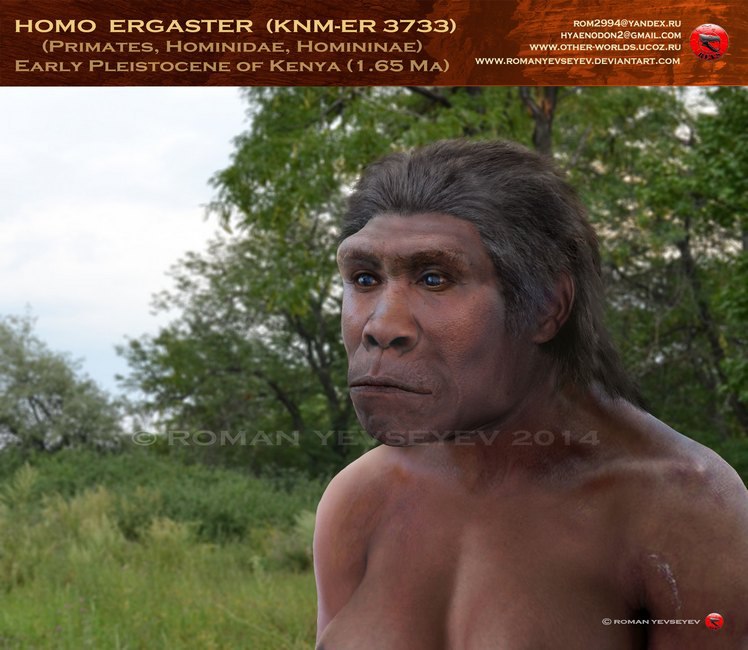 HOMO ERGASTER (KNM-ER 3733)
(Primates, Hominidae, Homininae)
Early Pleistocene of Kenya (1.65 Ma)
ROM2994@YANDEX.RU
HYAENODON2@GMAIL.COM
WWW.OTHER-WORLDS.UCOZ.RU
WWW.ROMANYEVSEYEV.DEVIANTART.COM
© ROMAN YEVSEYEV 2014
© ROMAN YEVSEYEV